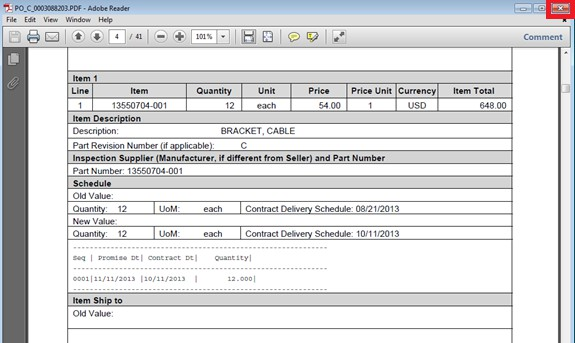 PO_C_0003088203.PDF - Adobe Reader
File Edit View Window Help
4 / 41 101% Comment
Item 1
Line Item Quantity Unit Price Price Unit Currency Item Total
1 13550704-001 12 each 54.00 1 USD 648.00
Item Description
Description: BRACKET, CABLE
Part Revision Number (if applicable): C
Inspection Supplier (Manufacturer, if different from Seller) and Part Number
Part Number: 13550704-001
Schedule
Old Value:
Quantity: 12 UoM: each Contract Delivery Schedule: 08/21/2013
New Value:
Quantity: 12 UoM: each Contract Delivery Schedule: 10/11/2013
------------------------------------------------------------
Seq | Promise Dt| Contract Dt| Quantity|
------------------------------------------------------------
0001|11/11/2013 |10/11/2013 | 12.000|
------------------------------------------------------------
Item Ship to
Old Value: